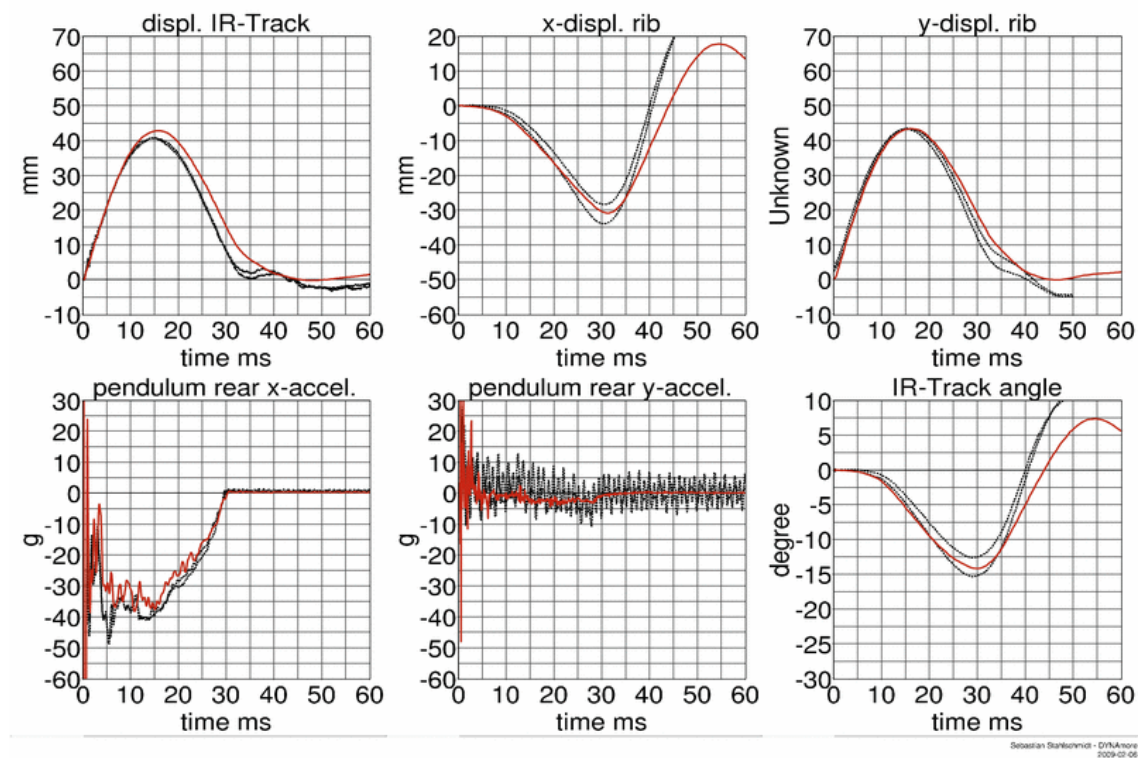 displ. IR-Track
x-displ. rib
y-displ. rib
70
60
50
40
30
20
10
0
-10
mm
0 10 20 30 40 50 60
time ms
20
10
0
-10
-20
-30
-40
-50
-60
mm
0 10 20 30 40 50 60
time ms
70
60
50
40
30
20
10
0
-10
Unknown
0 10 20 30 40 50 60
time ms
pendulum rear x-accel.
pendulum rear y-accel.
IR-Track angle
30
20
10
0
-10
-20
-30
-40
-50
-60
g
0 10 20 30 40 50 60
time ms
30
20
10
0
-10
-20
-30
-40
-50
-60
g
0 10 20 30 40 50 60
time ms
10
5
0
-5
-10
-15
-20
-25
-30
degree
0 10 20 30 40 50 60
time ms
Sebastian Stahlschmidt - DYNAmore
2009-02-06